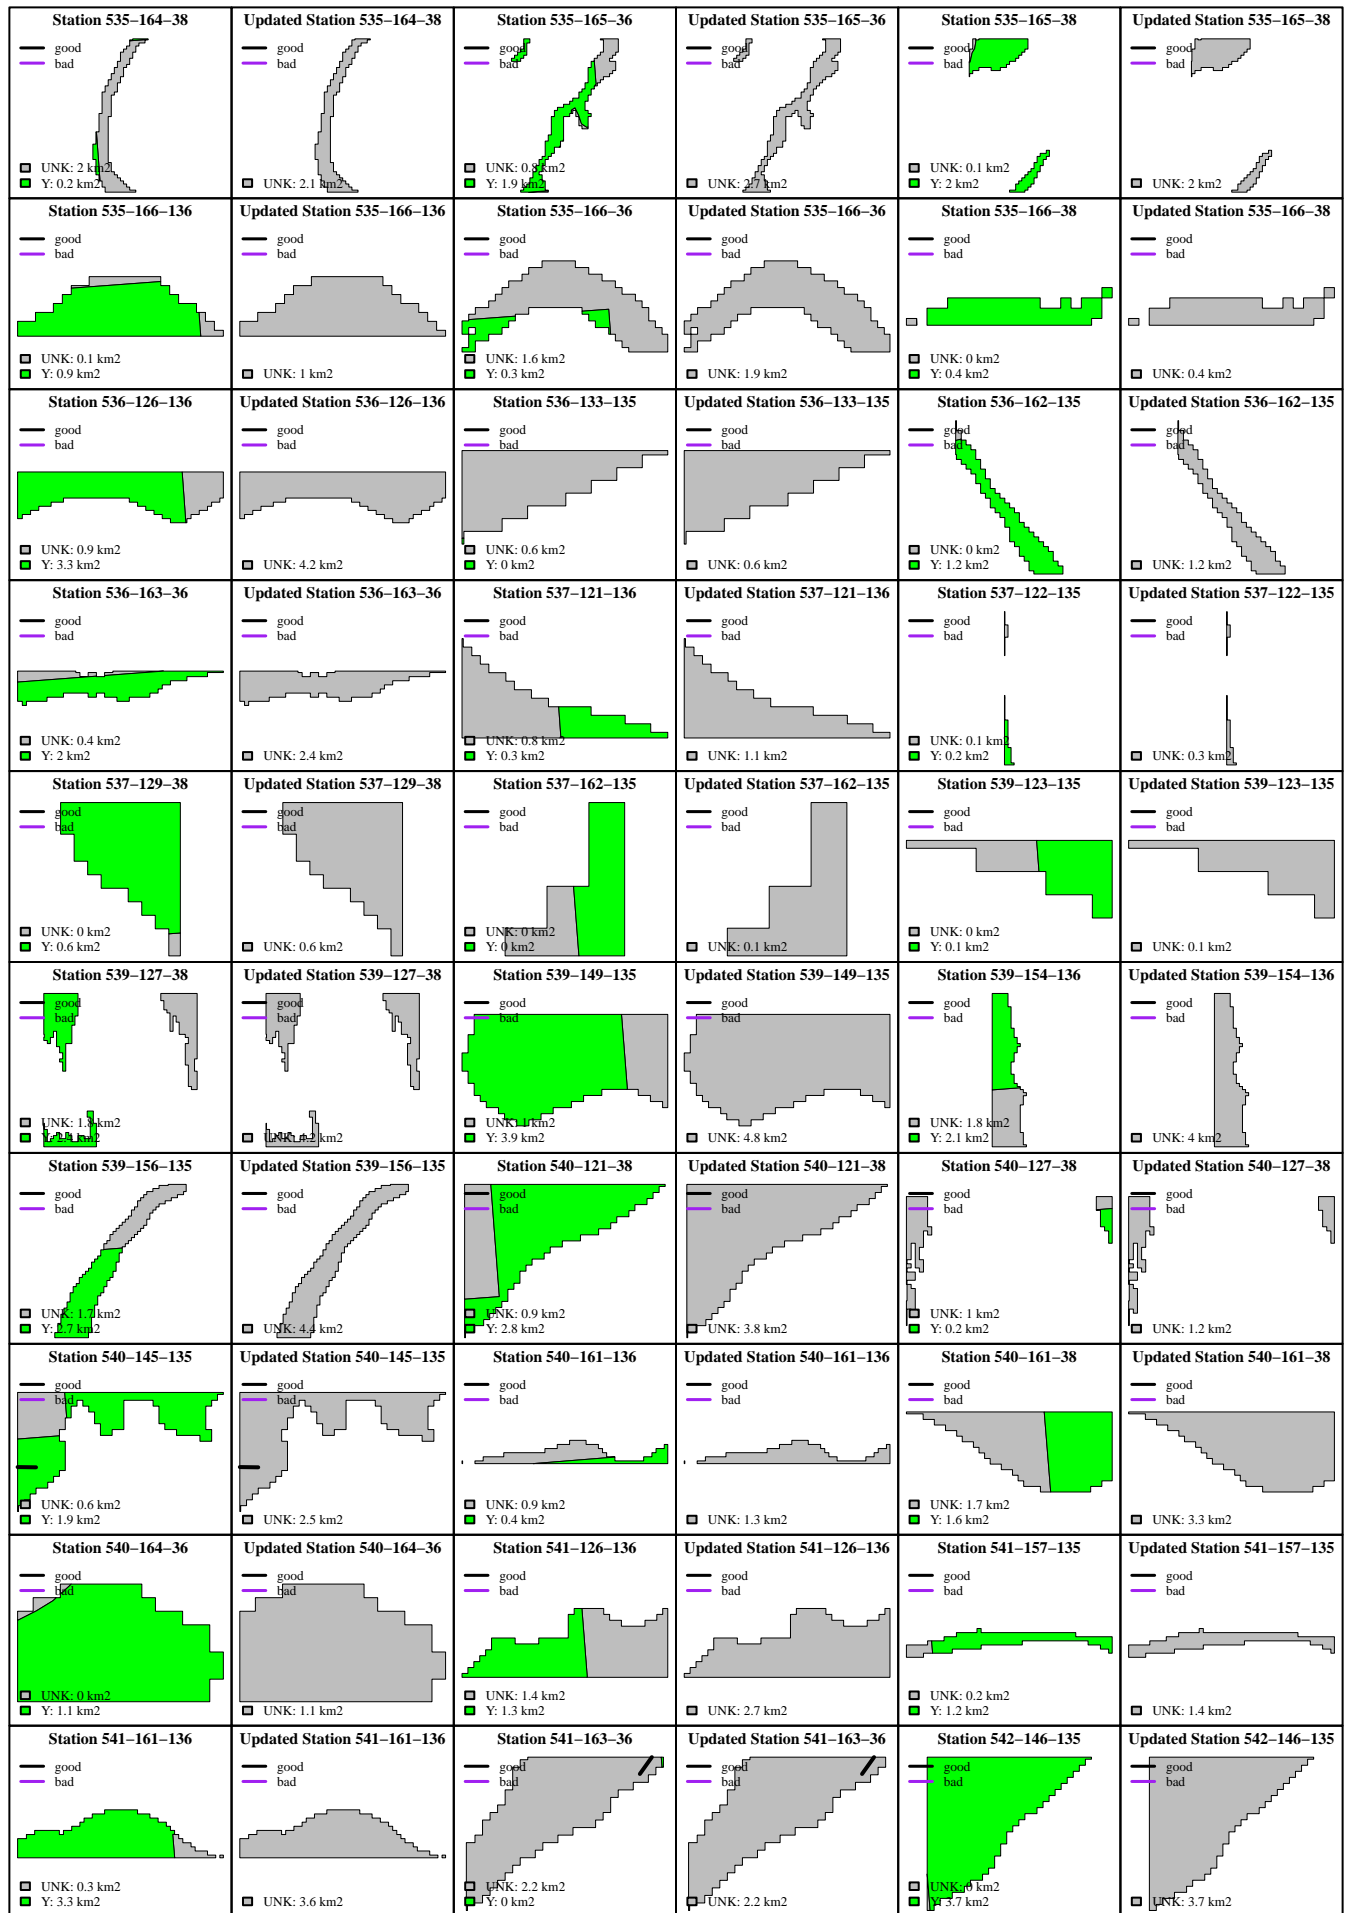 Station 535−164−38
good
bad
UNK: 2 km2
Y: 0.2 km2
Updated Station 535−164−38
good
bad
UNK: 2.1 km2
Station 535−165−36
good
bad
UNK: 0.8 km2
Y: 1.9 km2
Updated Station 535−165−36
good
bad
UNK: 2.7 km2
Station 535−165−38
good
bad
UNK: 0.1 km2
Y: 2 km2
Updated Station 535−165−38
good
bad
UNK: 2 km2
Station 535−166−136
good
bad
UNK: 0.1 km2
Y: 0.9 km2
Updated Station 535−166−136
good
bad
UNK: 1 km2
Station 535−166−36
good
bad
UNK: 1.6 km2
Y: 0.3 km2
Updated Station 535−166−36
good
bad
UNK: 1.9 km2
Station 535−166−38
good
bad
UNK: 0 km2
Y: 0.4 km2
Updated Station 535−166−38
good
bad
UNK: 0.4 km2
Station 536−126−136
good
bad
UNK: 0.9 km2
Y: 3.3 km2
Updated Station 536−126−136
good
bad
UNK: 4.2 km2
Station 536−133−135
good
bad
UNK: 0.6 km2
Y: 0 km2
Updated Station 536−133−135
good
bad
UNK: 0.6 km2
Station 536−162−135
good
bad
UNK: 0 km2
Y: 1.2 km2
Updated Station 536−162−135
good
bad
UNK: 1.2 km2
Station 536−163−36
good
bad
UNK: 0.4 km2
Y: 2 km2
Updated Station 536−163−36
good
bad
UNK: 2.4 km2
Station 537−121−136
good
bad
UNK: 0.8 km2
Y: 0.3 km2
Updated Station 537−121−136
good
bad
UNK: 1.1 km2
Station 537−122−135
good
bad
UNK: 0.1 km2
Y: 0.2 km2
Updated Station 537−122−135
good
bad
UNK: 0.3 km2
Station 537−129−38
good
bad
UNK: 0 km2
Y: 0.6 km2
Updated Station 537−129−38
good
bad
UNK: 0.6 km2
Station 537−162−135
good
bad
UNK: 0 km2
Y: 0 km2
Updated Station 537−162−135
good
bad
UNK: 0.1 km2
Station 539−123−135
good
bad
UNK: 0 km2
Y: 0.1 km2
Updated Station 539−123−135
good
bad
UNK: 0.1 km2
Station 539−127−38
good
bad
UNK: 1.8 km2
Y: 2.4 km2
Updated Station 539−127−38
good
bad
UNK: 4.2 km2
Station 539−149−135
good
bad
UNK: 1 km2
Y: 3.9 km2
Updated Station 539−149−135
good
bad
UNK: 4.8 km2
Station 539−154−136
good
bad
UNK: 1.8 km2
Y: 2.1 km2
Updated Station 539−154−136
good
bad
UNK: 4 km2
Station 539−156−135
good
bad
UNK: 1.7 km2
Y: 2.7 km2
Updated Station 539−156−135
good
bad
UNK: 4.4 km2
Station 540−121−38
good
bad
UNK: 0.9 km2
Y: 2.8 km2
Updated Station 540−121−38
good
bad
UNK: 3.8 km2
Station 540−127−38
good
bad
UNK: 1 km2
Y: 0.2 km2
Updated Station 540−127−38
good
bad
UNK: 1.2 km2
Station 540−145−135
good
bad
UNK: 0.6 km2
Y: 1.9 km2
Updated Station 540−145−135
good
bad
UNK: 2.5 km2
Station 540−161−136
good
bad
UNK: 0.9 km2
Y: 0.4 km2
Updated Station 540−161−136
good
bad
UNK: 1.3 km2
Station 540−161−38
good
bad
UNK: 1.7 km2
Y: 1.6 km2
Updated Station 540−161−38
good
bad
UNK: 3.3 km2
Station 540−164−36
good
bad
UNK: 0 km2
Y: 1.1 km2
Updated Station 540−164−36
good
bad
UNK: 1.1 km2
Station 541−126−136
good
bad
UNK: 1.4 km2
Y: 1.3 km2
Updated Station 541−126−136
good
bad
UNK: 2.7 km2
Station 541−157−135
good
bad
UNK: 0.2 km2
Y: 1.2 km2
Updated Station 541−157−135
good
bad
UNK: 1.4 km2
Station 541−161−136
good
bad
UNK: 0.3 km2
Y: 3.3 km2
Updated Station 541−161−136
good
bad
UNK: 3.6 km2
Station 541−163−36
good
bad
UNK: 2.2 km2
Y: 0 km2
Updated Station 541−163−36
good
bad
UNK: 2.2 km2
Station 542−146−135
good
bad
UNK: 0 km2
Y: 3.7 km2
Updated Station 542−146−135
good
bad
UNK: 3.7 km2